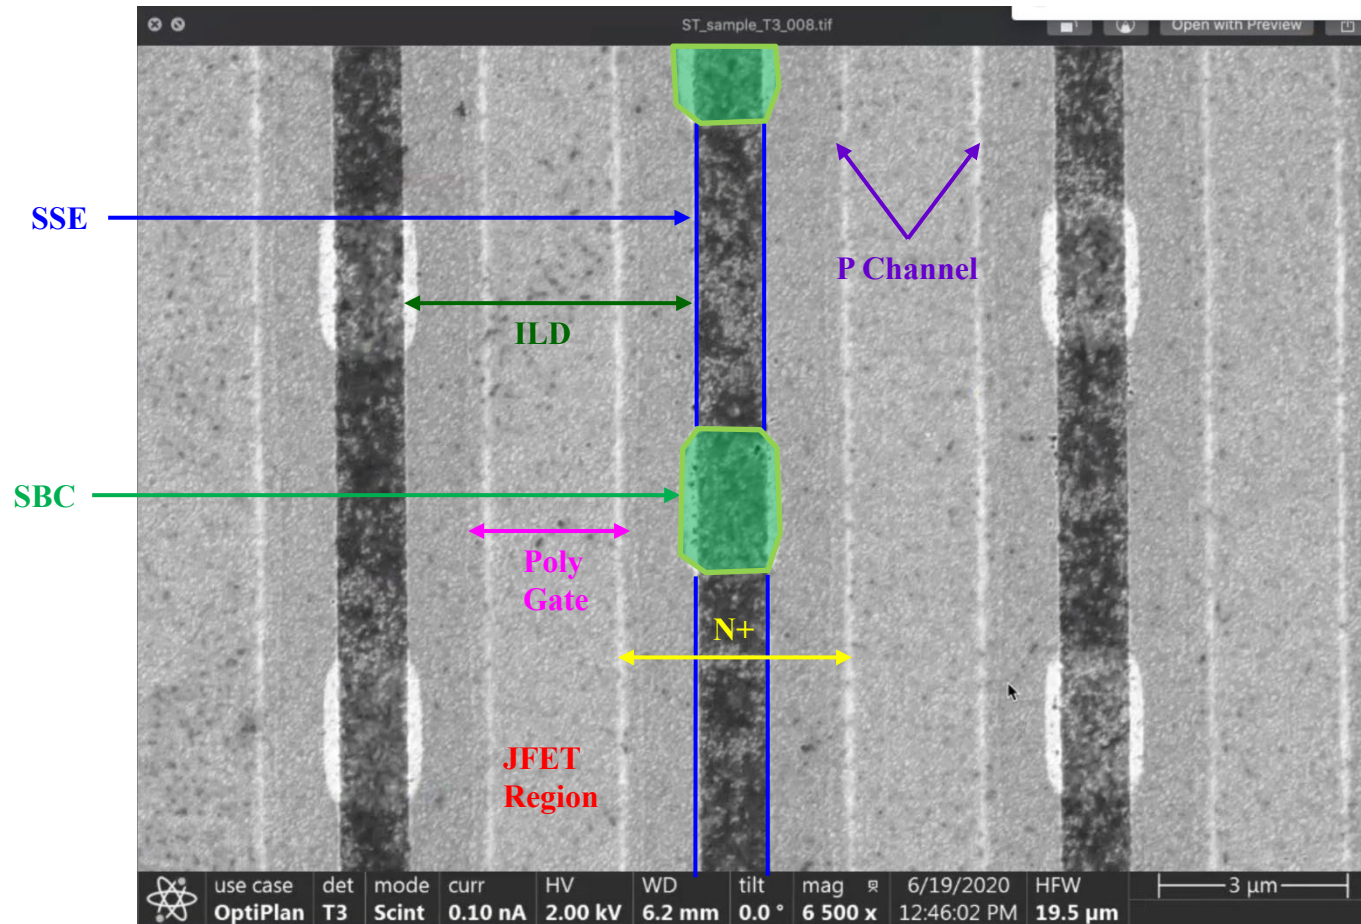 ST_sample_T3_008.tif
Open with Preview
SSE
P Channel
ILD
SBC
Poly
Gate
N+
JFET
Region
use case det mode curr HV WD tilt mag 6/19/2020 HFW
3 µm
OptiPlan T3 Scint 0.10 nA 2.00 kV 6.2 mm 0.0 ° 6 500 x 12:46:02 PM 19.5 µm